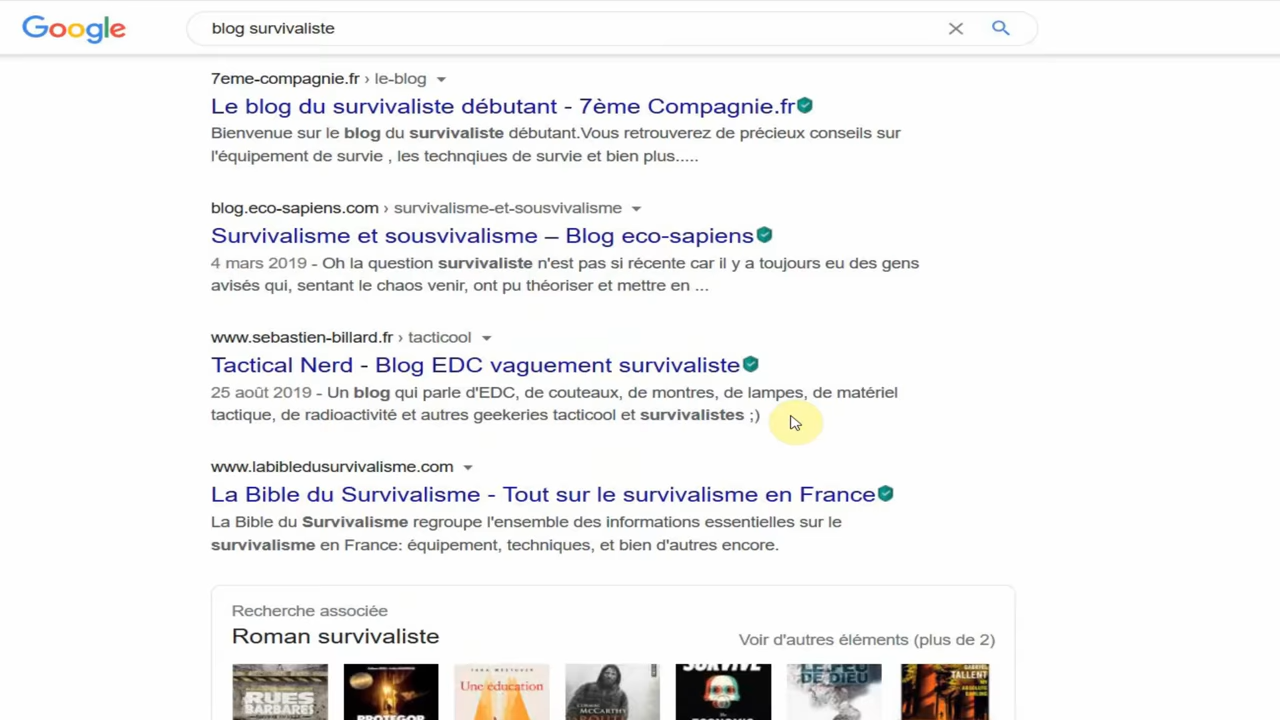 Google
blog survivaliste
7eme-compagnie.fr › le-blog
Le blog du survivaliste débutant - 7ème Compagnie.fr
Bienvenue sur le blog du survivaliste débutant.Vous retrouverez de précieux conseils sur
l'équipement de survie , les technqiues de survie et bien plus.....
blog.eco-sapiens.com › survivalisme-et-sousvivalisme
Survivalisme et sousvivalisme – Blog eco-sapiens
4 mars 2019 - Oh la question survivaliste n'est pas si récente car il y a toujours eu des gens
avisés qui, sentant le chaos venir, ont pu théoriser et mettre en ...
www.sebastien-billard.fr › tacticool
Tactical Nerd - Blog EDC vaguement survivaliste
25 août 2019 - Un blog qui parle d'EDC, de couteaux, de montres, de lampes, de matériel
tactique, de radioactivité et autres geekeries tacticool et survivalistes ;)
www.labibledusurvivalisme.com
La Bible du Survivalisme - Tout sur le survivalisme en France
La Bible du Survivalisme regroupe l'ensemble des informations essentielles sur le
survivalisme en France: équipement, techniques, et bien d'autres encore.
Recherche associée
Roman survivaliste
Voir d'autres éléments (plus de 2)
RUES
BARBARES
Une éducation
SURVIVE
LE FEU
DE DIEU
GABRIEL
TALLENT